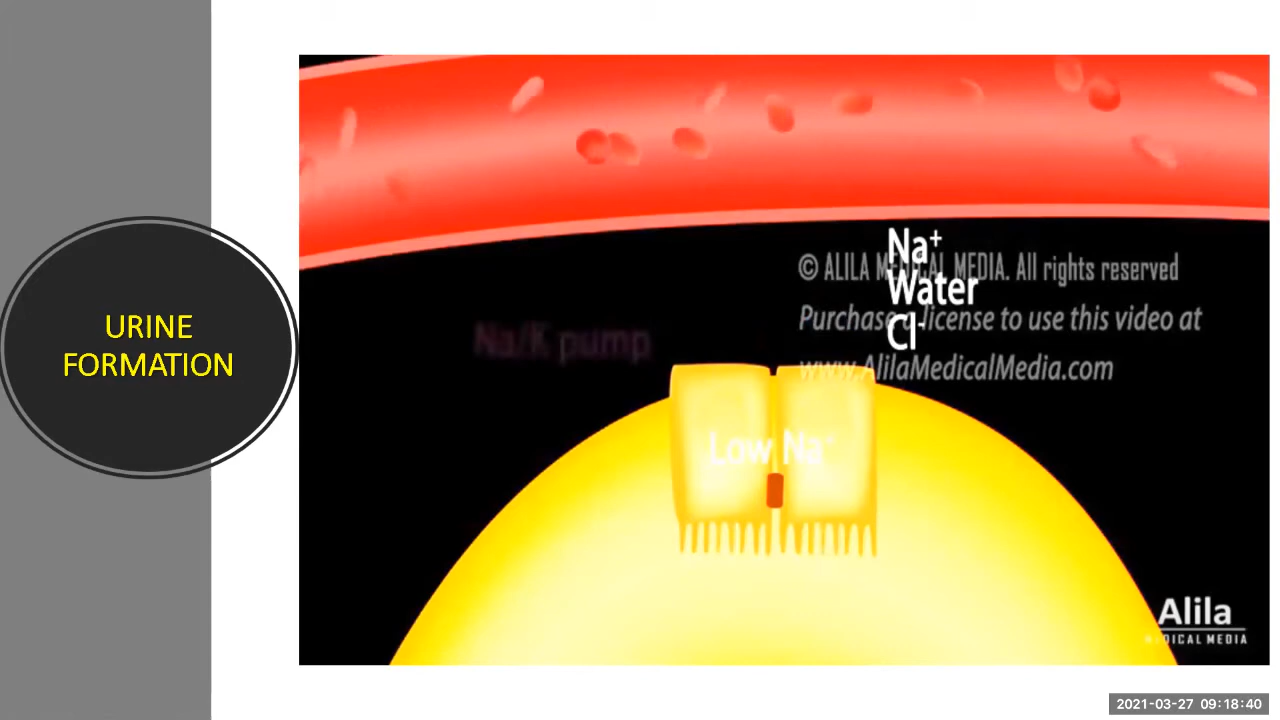 URINE
FORMATION
Na⁺
Water
Cl⁻
© ALILA MEDICAL MEDIA. All rights reserved
Purchase a license to use this video at
www.AlilaMedicalMedia.com
Na/K pump
Low Na⁺
Alila
MEDICAL MEDIA
2021-03-27 09:18:40